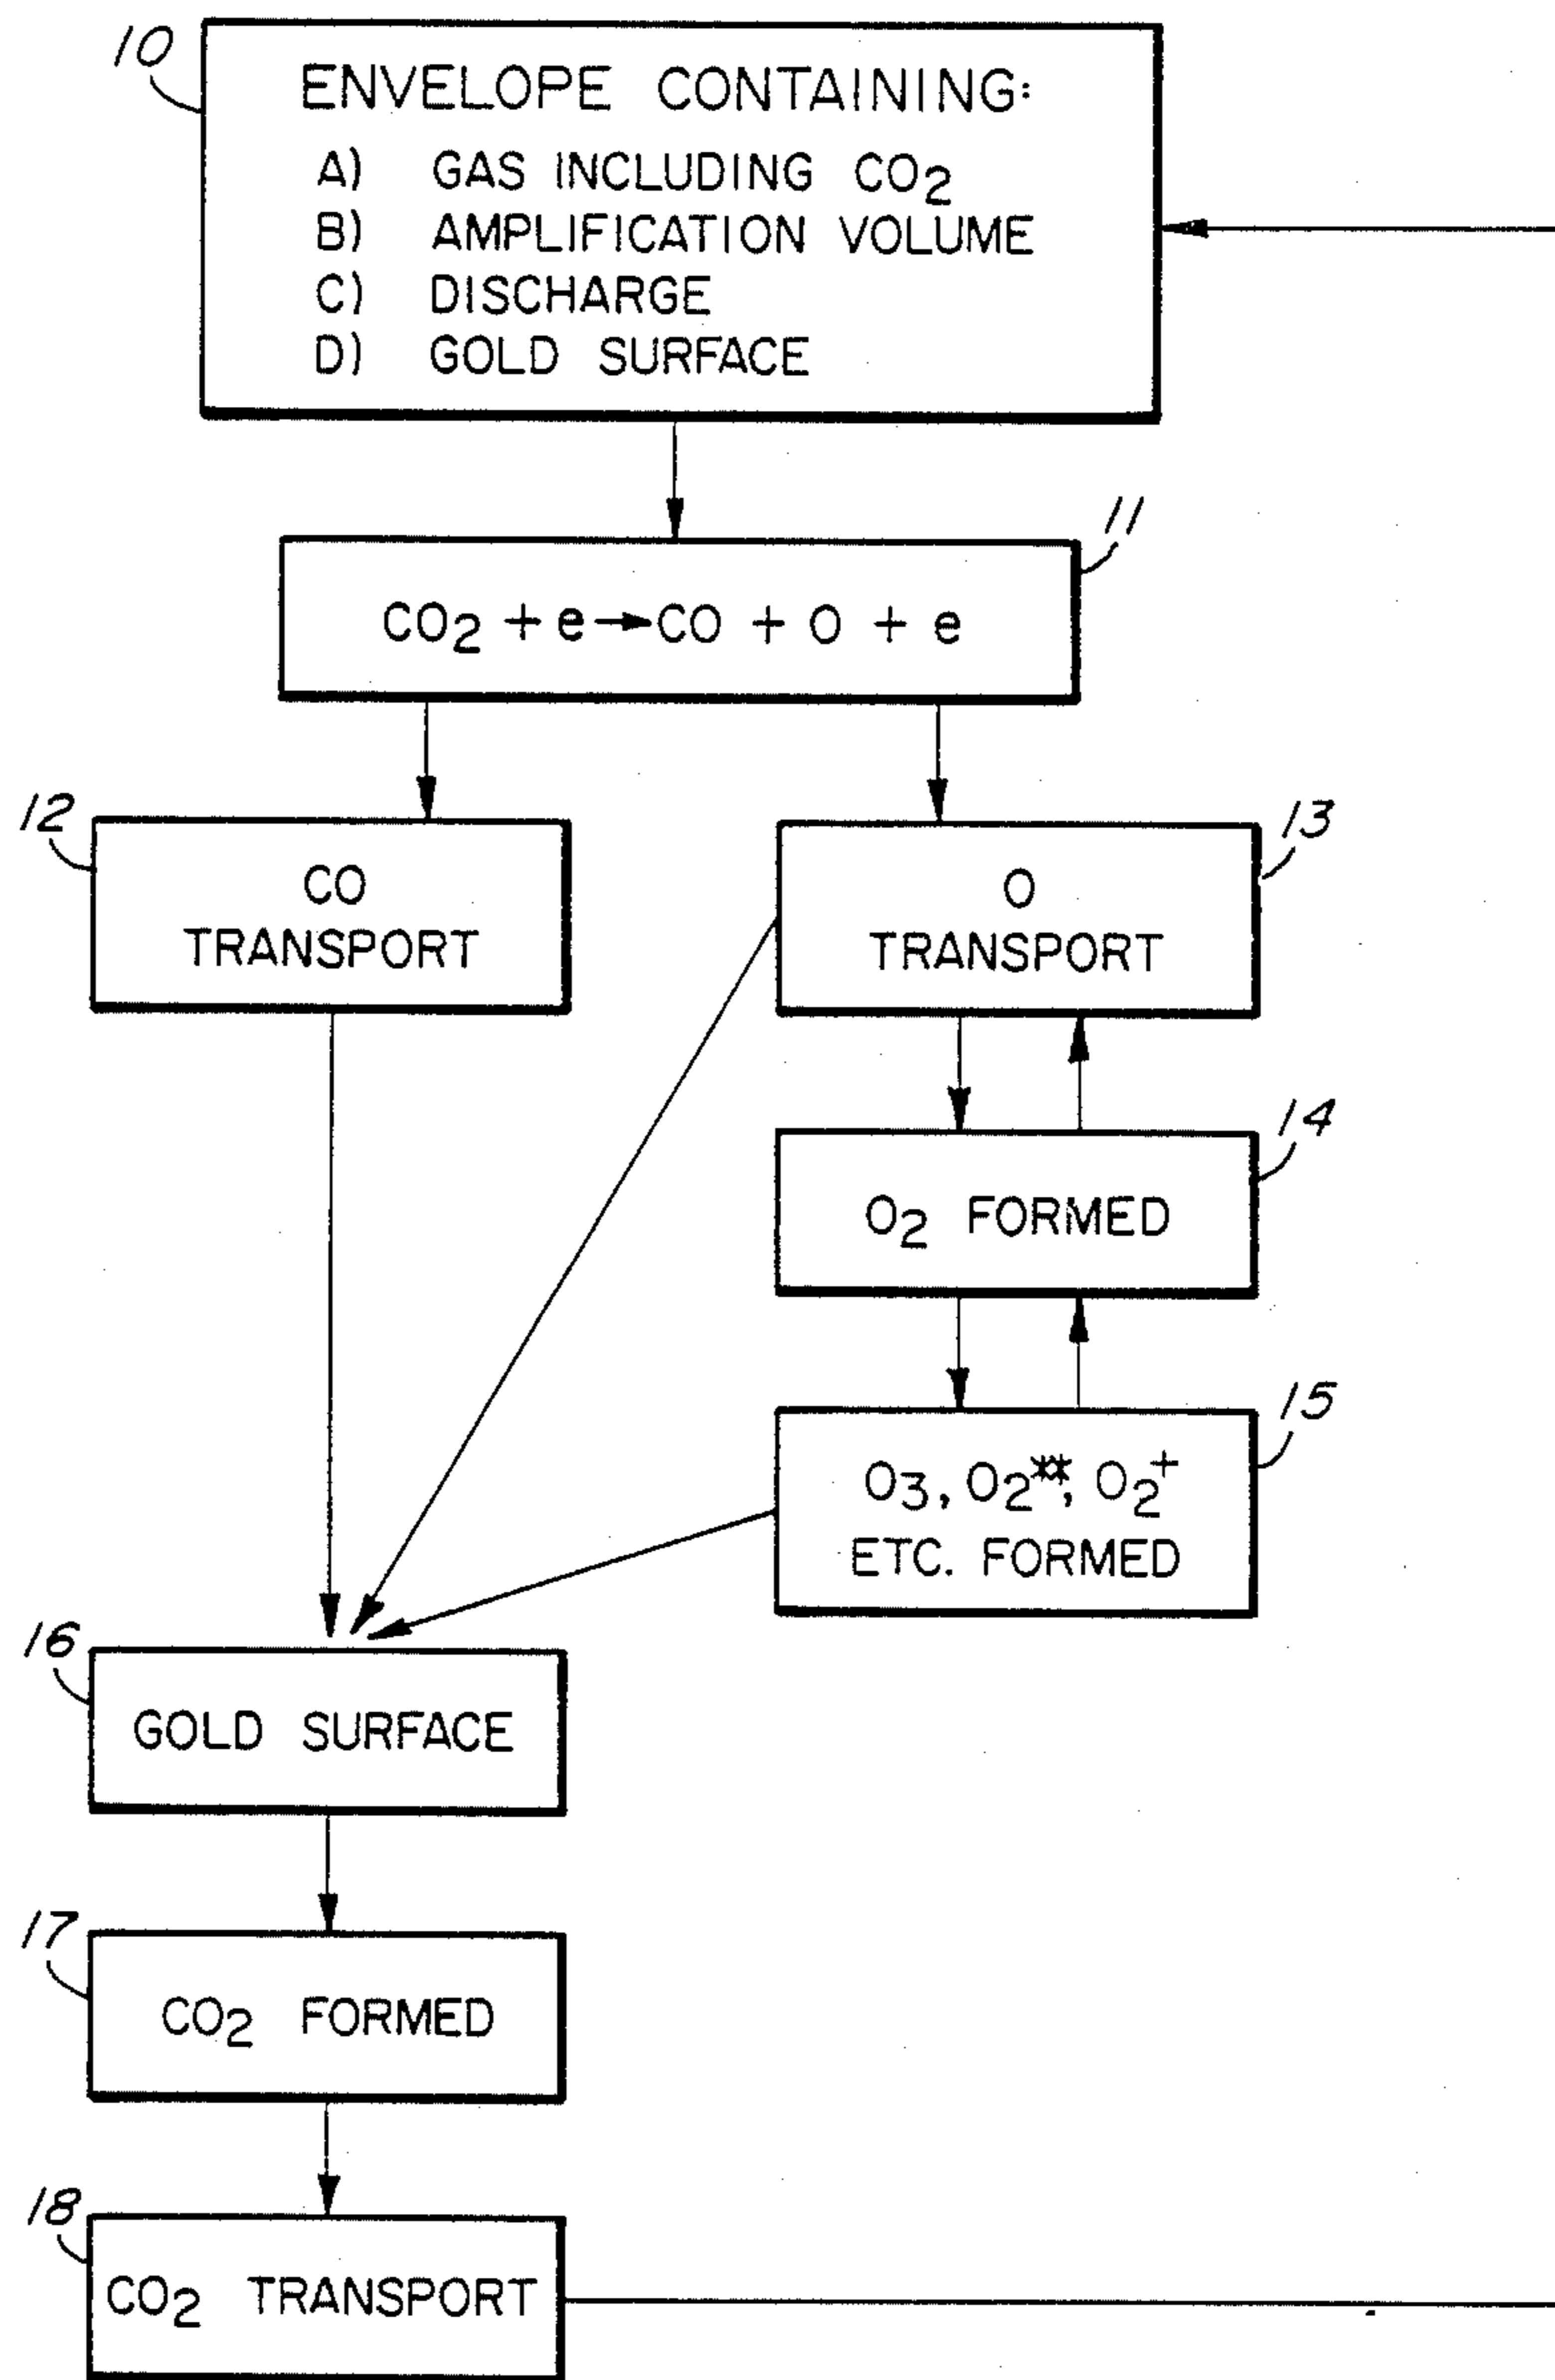 10
ENVELOPE CONTAINING:
A) GAS INCLUDING CO₂
B) AMPLIFICATION VOLUME
C) DISCHARGE
D) GOLD SURFACE
11
CO₂ + e → CO + O + e
12
CO
TRANSPORT
13
O
TRANSPORT
14
O₂ FORMED
15
O₃, O₂**, O₂⁺
ETC. FORMED
16
GOLD SURFACE
17
CO₂ FORMED
18
CO₂ TRANSPORT